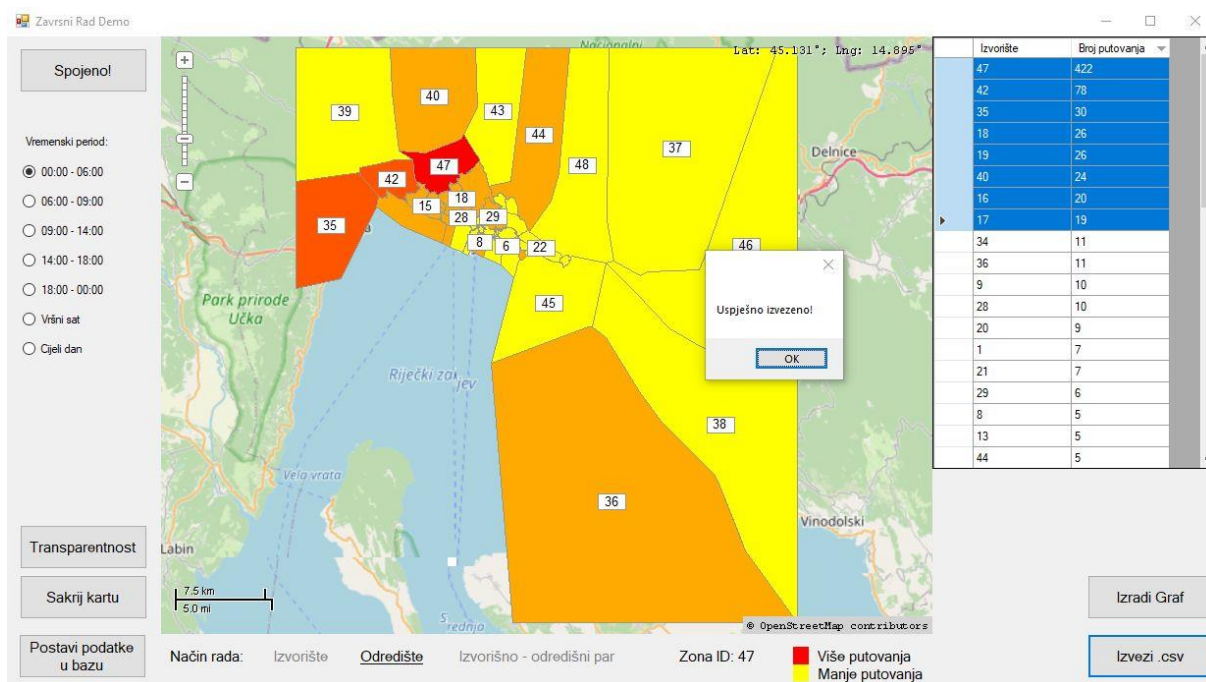 Zavrsni Rad Demo
Spojeno!
Vremenski period:
00:00 - 06:00
06:00 - 09:00
09:00 - 14:00
14:00 - 18:00
18:00 - 00:00
Vršni sat
Cijeli dan
Transparentnost
Sakrij kartu
Postavi podatke
u bazu
Nacionalni
Lat: 45.131°; Lng: 14.895°
39
40
43
44
47
48
37
Delnice
42
15
18
28
29
35
8
6
22
46
45
Park prirode
Učka
Riječki
Vela vrata
38
36
Vinodolski
Labin
7.5 km
5.0 mi
© OpenStreetMap contributors
Uspješno izvezeno!
OK
Izvorište Broj putovanja
47 422
42 78
35 30
18 26
19 26
40 24
16 20
17 19
34 11
36 11
9 10
28 10
20 9
1 7
21 7
29 6
8 5
13 5
44 5
Izradi Graf
Izvezi .csv
Način rada: Izvorište Odredište Izvorišno - odredišni par Zona ID: 47
Više putovanja
Manje putovanja